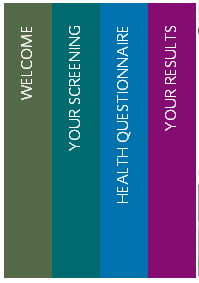 WELCOME
YOUR SCREENING
HEALTH QUESTIONNAIRE
YOUR RESULTS